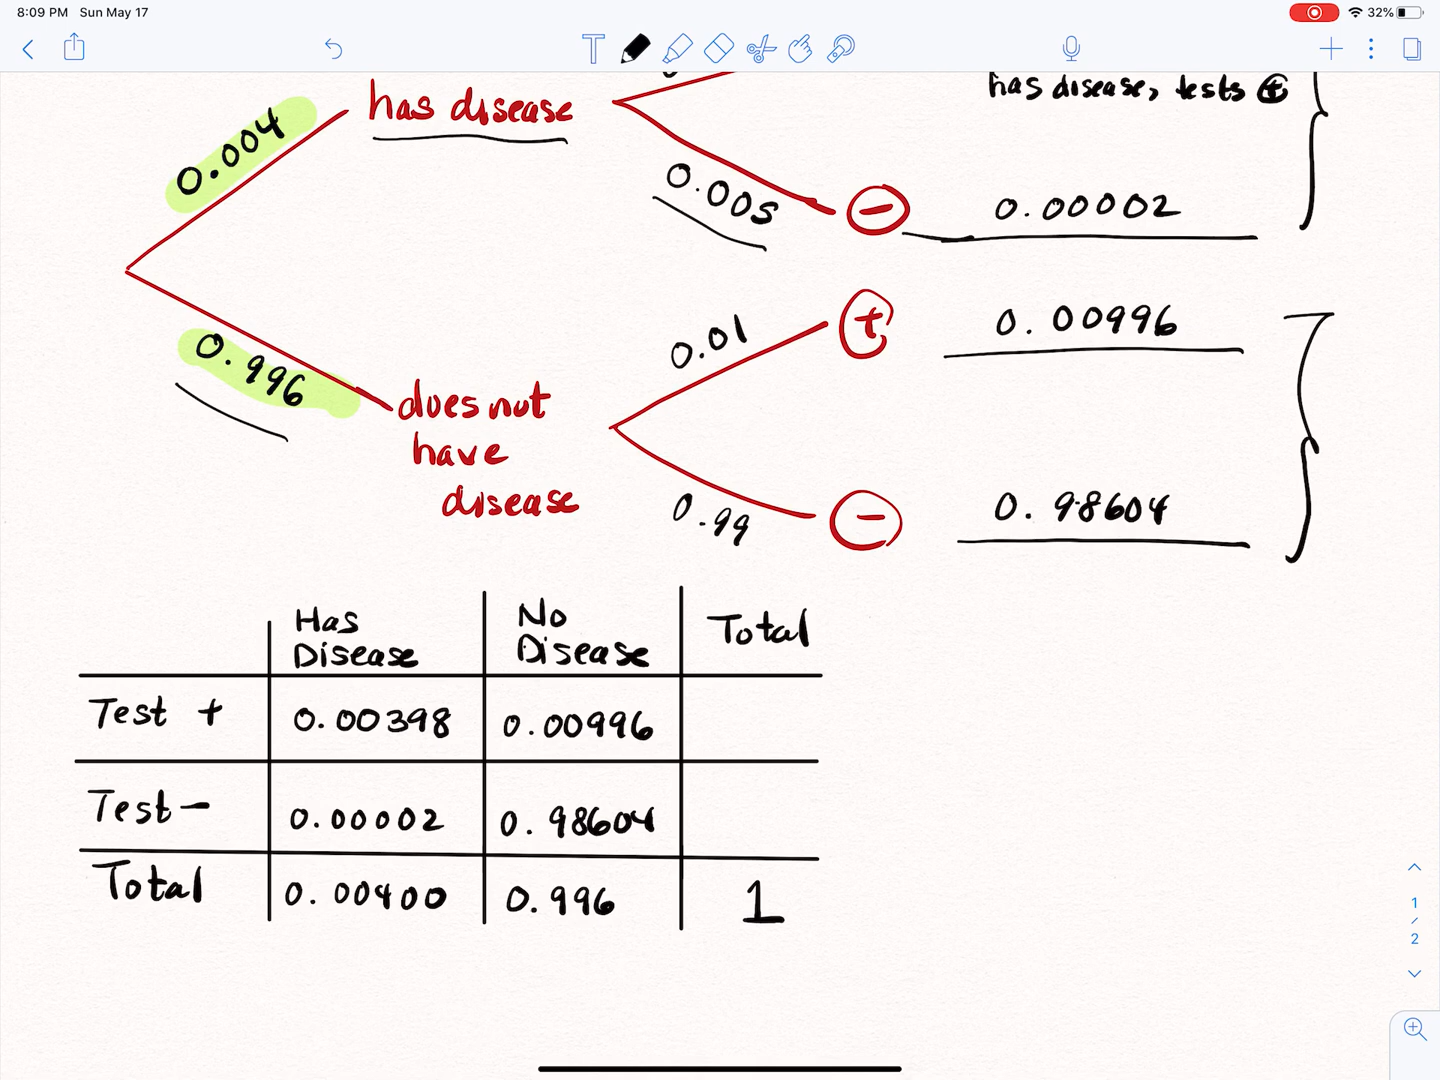 8:09 PM Sun May 17
32%
T
has disease, tests +
0.004
has disease
0.005
−
0.00002
0.996
does not
have
disease
0.01
+
0.00996
0.99
−
0.98604
Has Disease No Disease Total
Test + 0.00398 0.00996
Test − 0.00002 0.98604
Total 0.00400 0.996 1
1
/
2